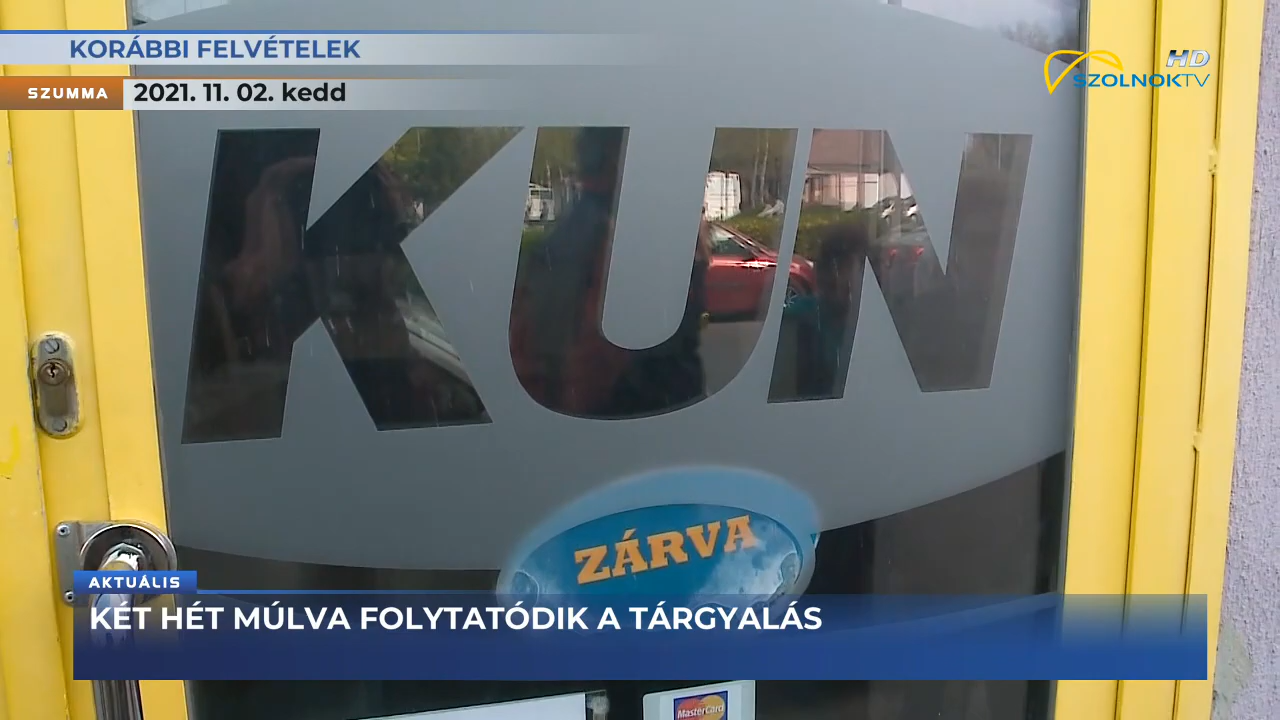 KORÁBBI FELVÉTELEK
HD
SZOLNOKTV
SZUMMA 2021. 11. 02. kedd
KUN
ZÁRVA
AKTUÁLIS
KÉT HÉT MÚLVA FOLYTATÓDIK A TÁRGYALÁS
MasterCard